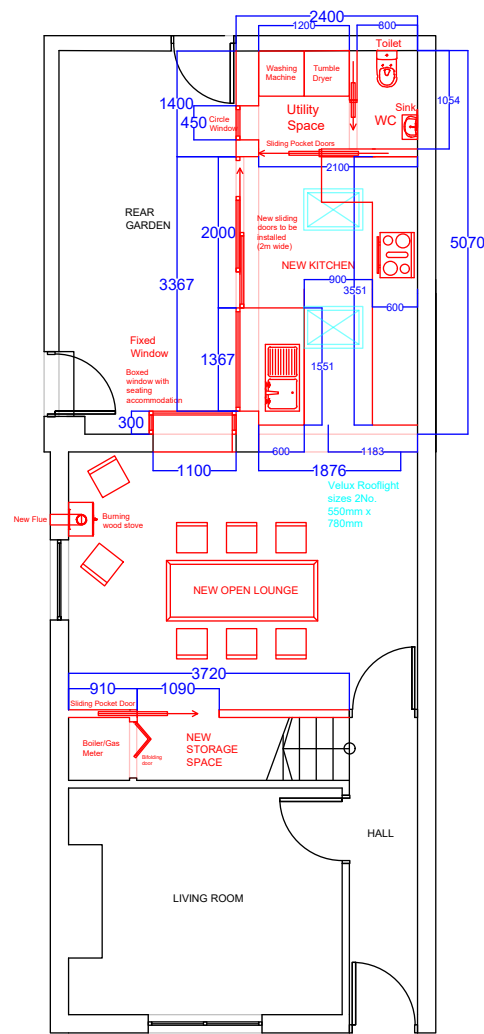 2400
1200
800
Toilet
Washing
Machine
Tumble
Dryer
1400
1054
450
Circle
Window
Utility
Space
Sink
WC
Sliding Pocket Doors
2100
REAR
GARDEN
New sliding
doors to be
installed
(2m wide)
2000
5070
NEW KITCHEN
900
3367
3551
600
Fixed
Window
1367
1551
Boxed
window with
seating
accommodation
300
600
1183
1100
1876
Velux Rooflight
sizes 2No.
550mm x
780mm
New Flue
Burning
wood stove
NEW OPEN LOUNGE
3720
910
1090
Sliding Pocket Door
Boiler/Gas
Meter
Bifolding
door
NEW
STORAGE
SPACE
HALL
LIVING ROOM